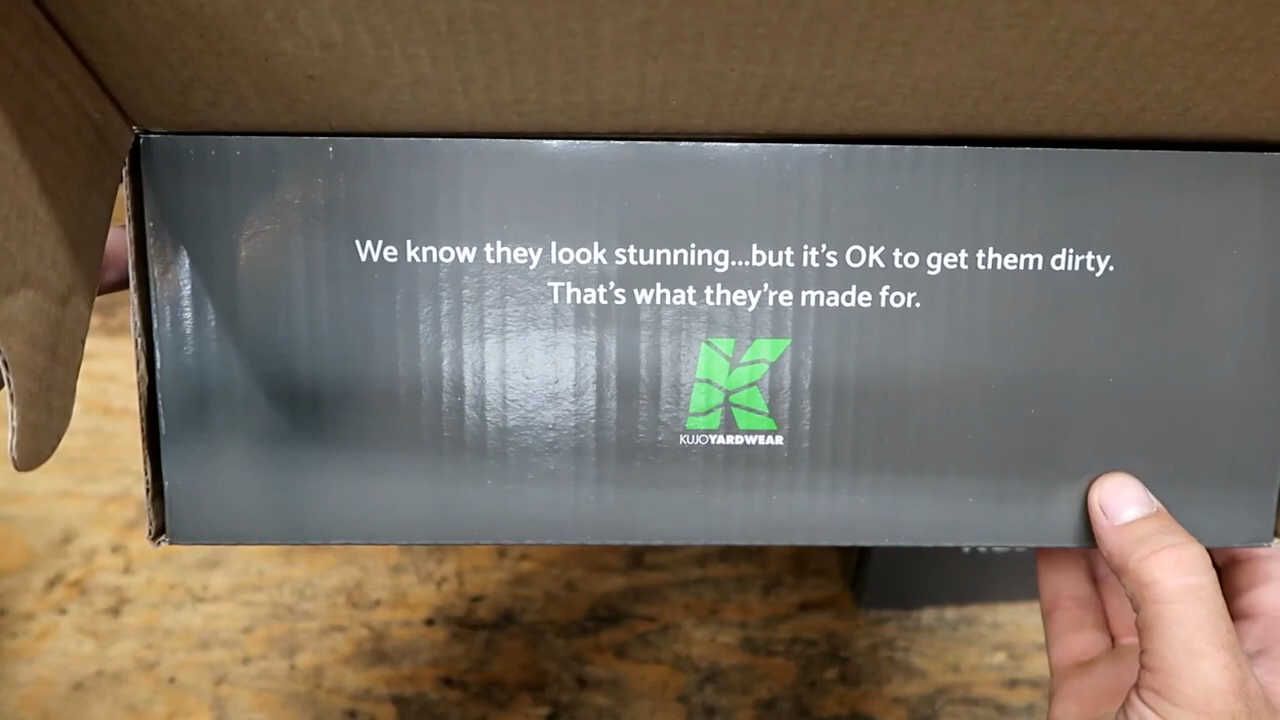 We know they look stunning...but it's OK to get them dirty.
That's what they're made for.
K
KUJOYARDWEAR